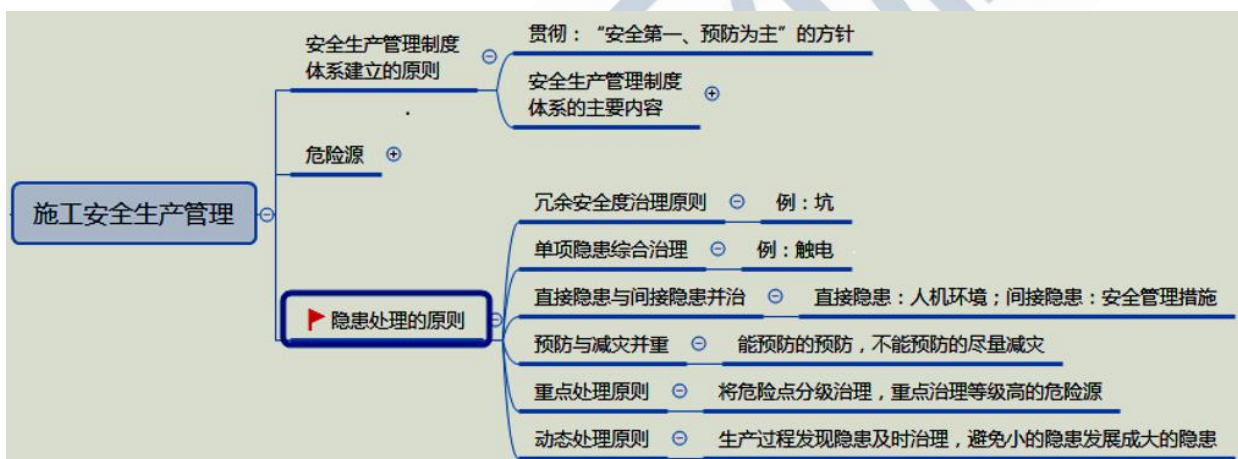 施工安全生产管理
安全生产管理制度
体系建立的原则
贯彻：“安全第一、预防为主”的方针
安全生产管理制度
体系的主要内容
危险源
隐患处理的原则
冗余安全度治理原则
例：坑
单项隐患综合治理
例：触电
直接隐患与间接隐患并治
直接隐患：人机环境；间接隐患：安全管理措施
预防与减灾并重
能预防的预防，不能预防的尽量减灾
重点处理原则
将危险点分级治理，重点治理等级高的危险源
动态处理原则
生产过程发现隐患及时治理，避免小的隐患发展成大的隐患